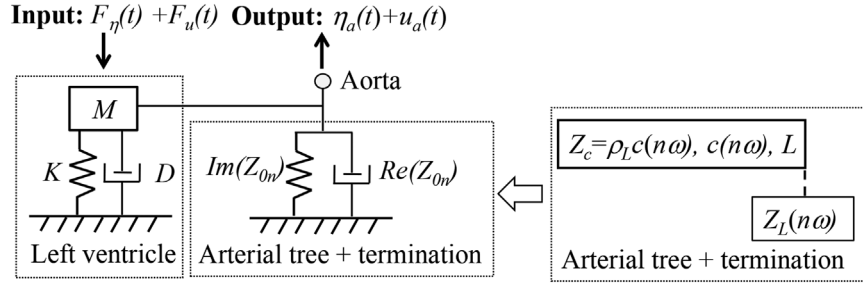 Input: Fη(t) +Fu(t) Output: ηa(t)+ua(t)
Aorta
M
K
D
Im(Z0n)
Re(Z0n)
Left ventricle
Arterial tree + termination
Zc=ρLc(nω), c(nω), L
ZL(nω)
Arterial tree + termination